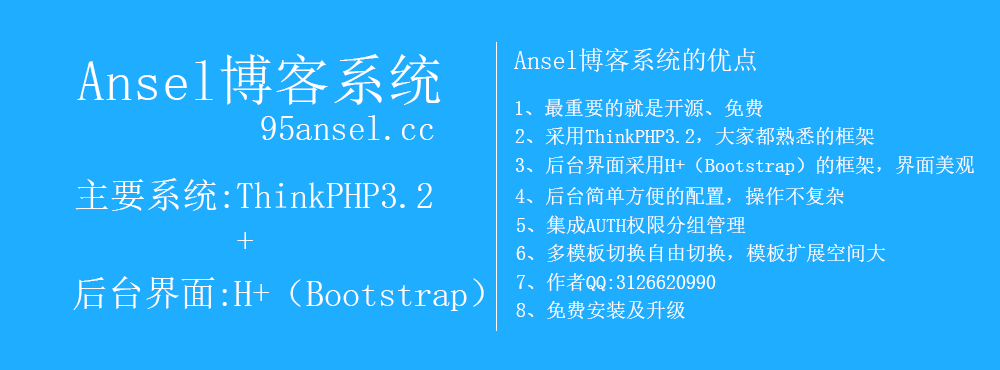 Ansel博客系统
95ansel.cc
主要系统:ThinkPHP3.2
+
后台界面:H+（Bootstrap）
Ansel博客系统的优点
1、最重要的就是开源、免费
2、采用ThinkPHP3.2，大家都熟悉的框架
3、后台界面采用H+（Bootstrap）的框架，界面美观
4、后台简单方便的配置，操作不复杂
5、集成AUTH权限分组管理
6、多模板切换自由切换，模板扩展空间大
7、作者QQ:3126620990
8、免费安装及升级